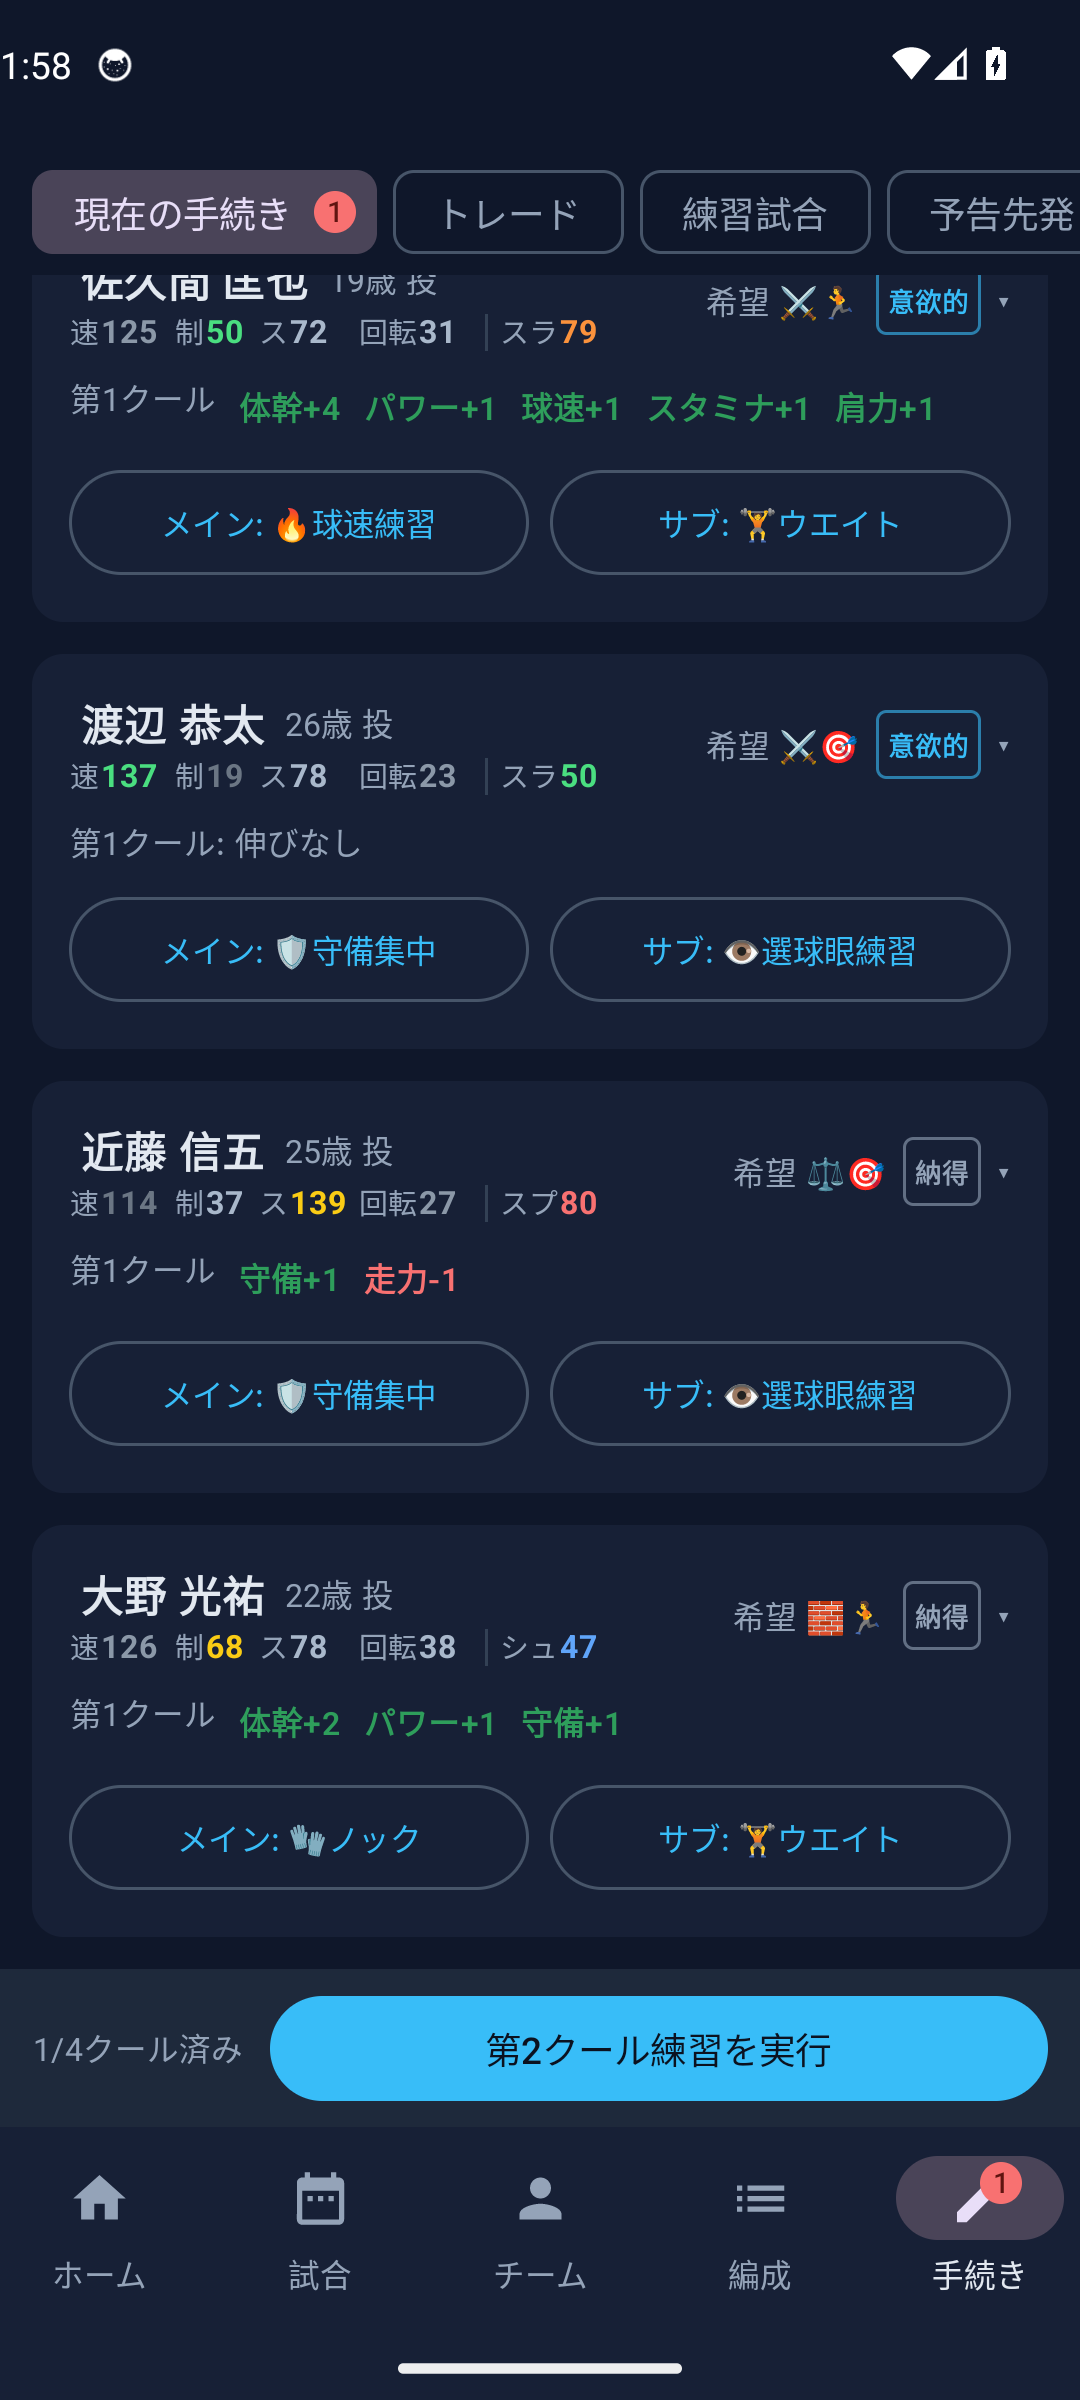 1:58
現在の手続き 1 トレード 練習試合 予告先発
佐久間 匡也 19歳 投
希望 意欲的 ▼
速125 制50 ス72 回転31 スラ79
第1クール 体幹+4 パワー+1 球速+1 スタミナ+1 肩力+1
メイン: 球速練習 サブ: ウエイト
渡辺 恭太 26歳 投
希望 意欲的 ▼
速137 制19 ス78 回転23 スラ50
第1クール: 伸びなし
メイン: 守備集中 サブ: 選球眼練習
近藤 信五 25歳 投
希望 納得 ▼
速114 制37 ス139 回転27 スプ80
第1クール 守備+1 走力-1
メイン: 守備集中 サブ: 選球眼練習
大野 光祐 22歳 投
希望 納得 ▼
速126 制68 ス78 回転38 シュ47
第1クール 体幹+2 パワー+1 守備+1
メイン: ノック サブ: ウエイト
1/4クール済み 第2クール練習を実行
1
ホーム 試合 チーム 編成 手続き